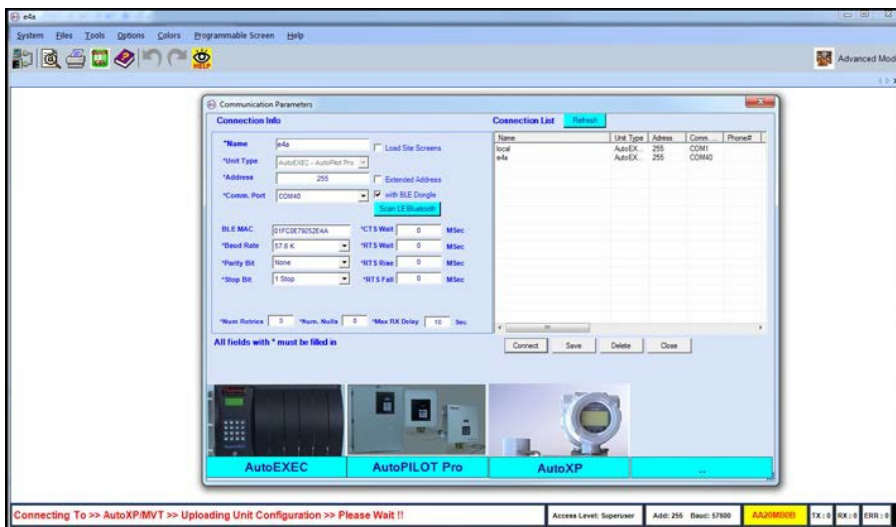 e4a
System Files Tools Options Colors Programmable Screen Help
HELP
Advanced Mod
Communication Parameters
Connection Info
Connection List Refresh
*Name e4a Load Site Screens
*Unit Type AutoEXEC - AutoPilot Pro
*Address 255 Extended Address
*Comm. Port COM40 with BLE Dongle
Scan LE Bluetooth
BLE MAC *CTS Wait 0 MSec
*Baud Rate 57.6 K *RTS Wait 0 MSec
*Parity Bit None *RTS Rise 0 MSec
*Stop Bit 1 Stop *RTS Fall 0 MSec
*Num Retries 3 *Num. Nulls 0 *Max RX Delay 10 Sec
All fields with * must be filled in
Name Unit Type Adress Comm. ... Phone#
local AutoEX... 255 COM1
e4a AutoEX... 255 COM40
Connect Save Delete Close
AutoEXEC AutoPILOT Pro AutoXP ..
Connecting To >> AutoXP/MVT >> Uploading Unit Configuration >> Please Wait !! Access Level: Superuser Add: 255 Baud: 57600 AA20MB0B TX: 0 RX: 0 ERR: 0